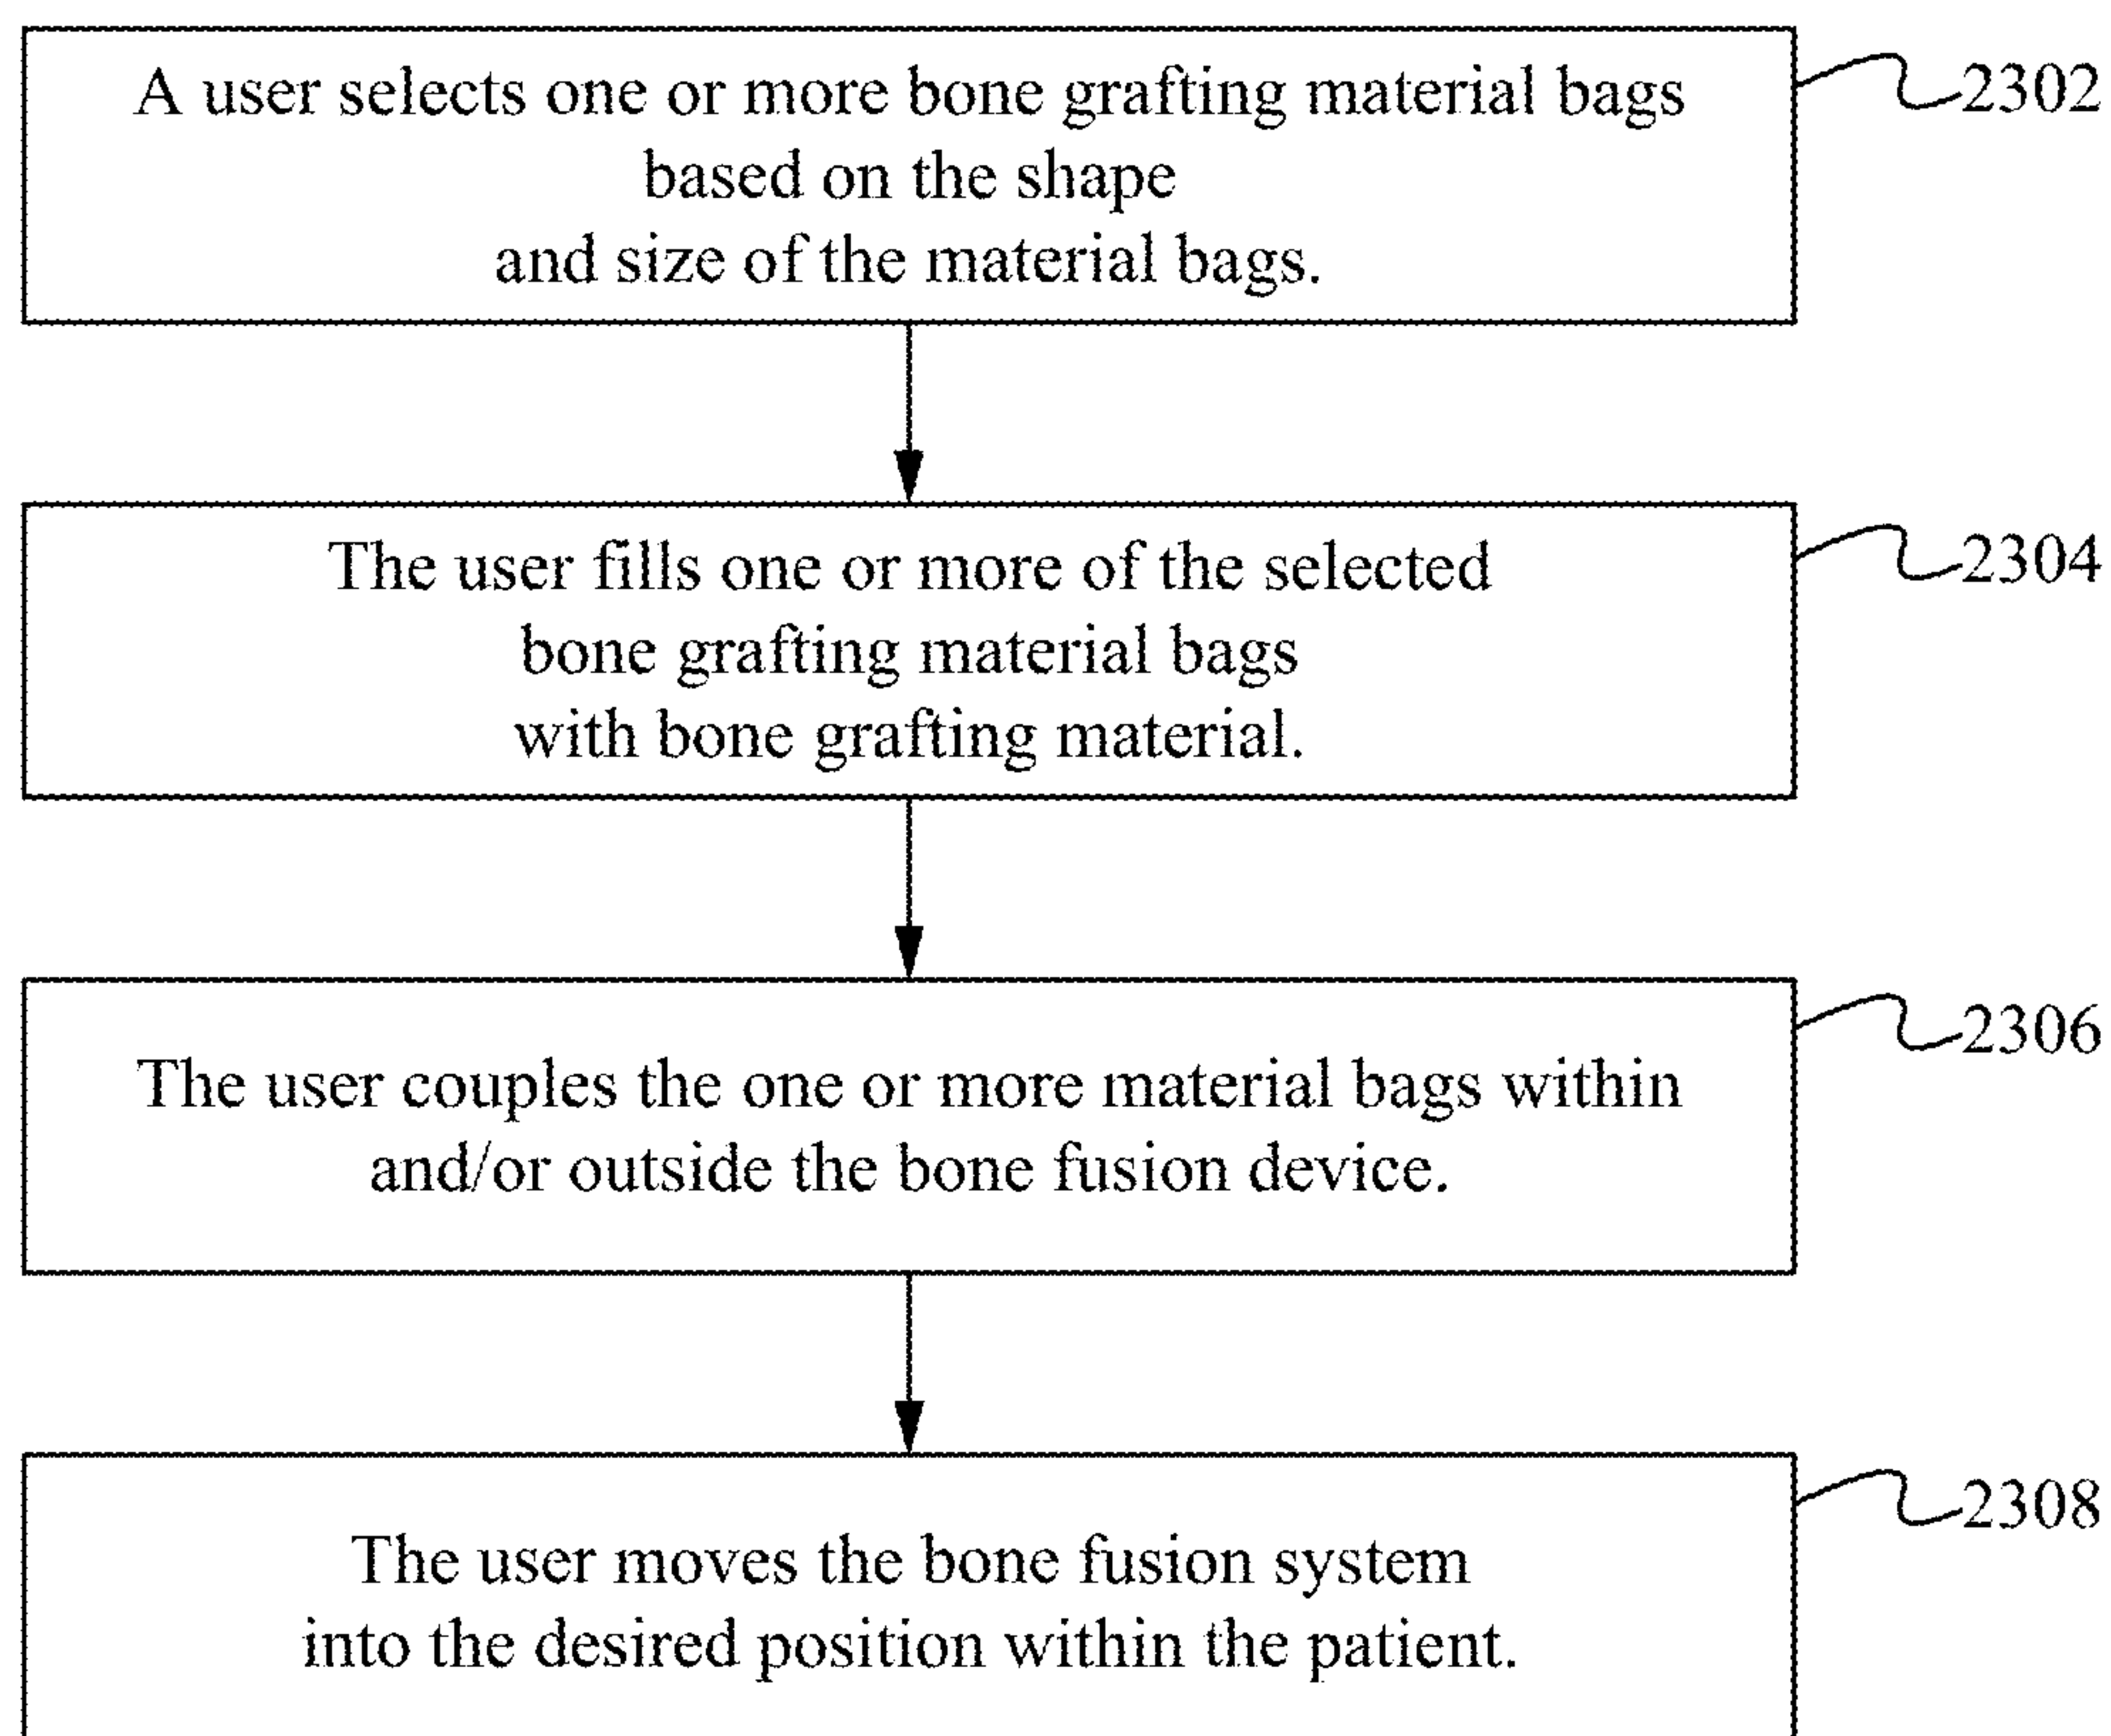 A user selects one or more bone grafting material bags
based on the shape
and size of the material bags.
2302
The user fills one or more of the selected
bone grafting material bags
with bone grafting material.
2304
The user couples the one or more material bags within
and/or outside the bone fusion device.
2306
The user moves the bone fusion system
into the desired position within the patient.
2308